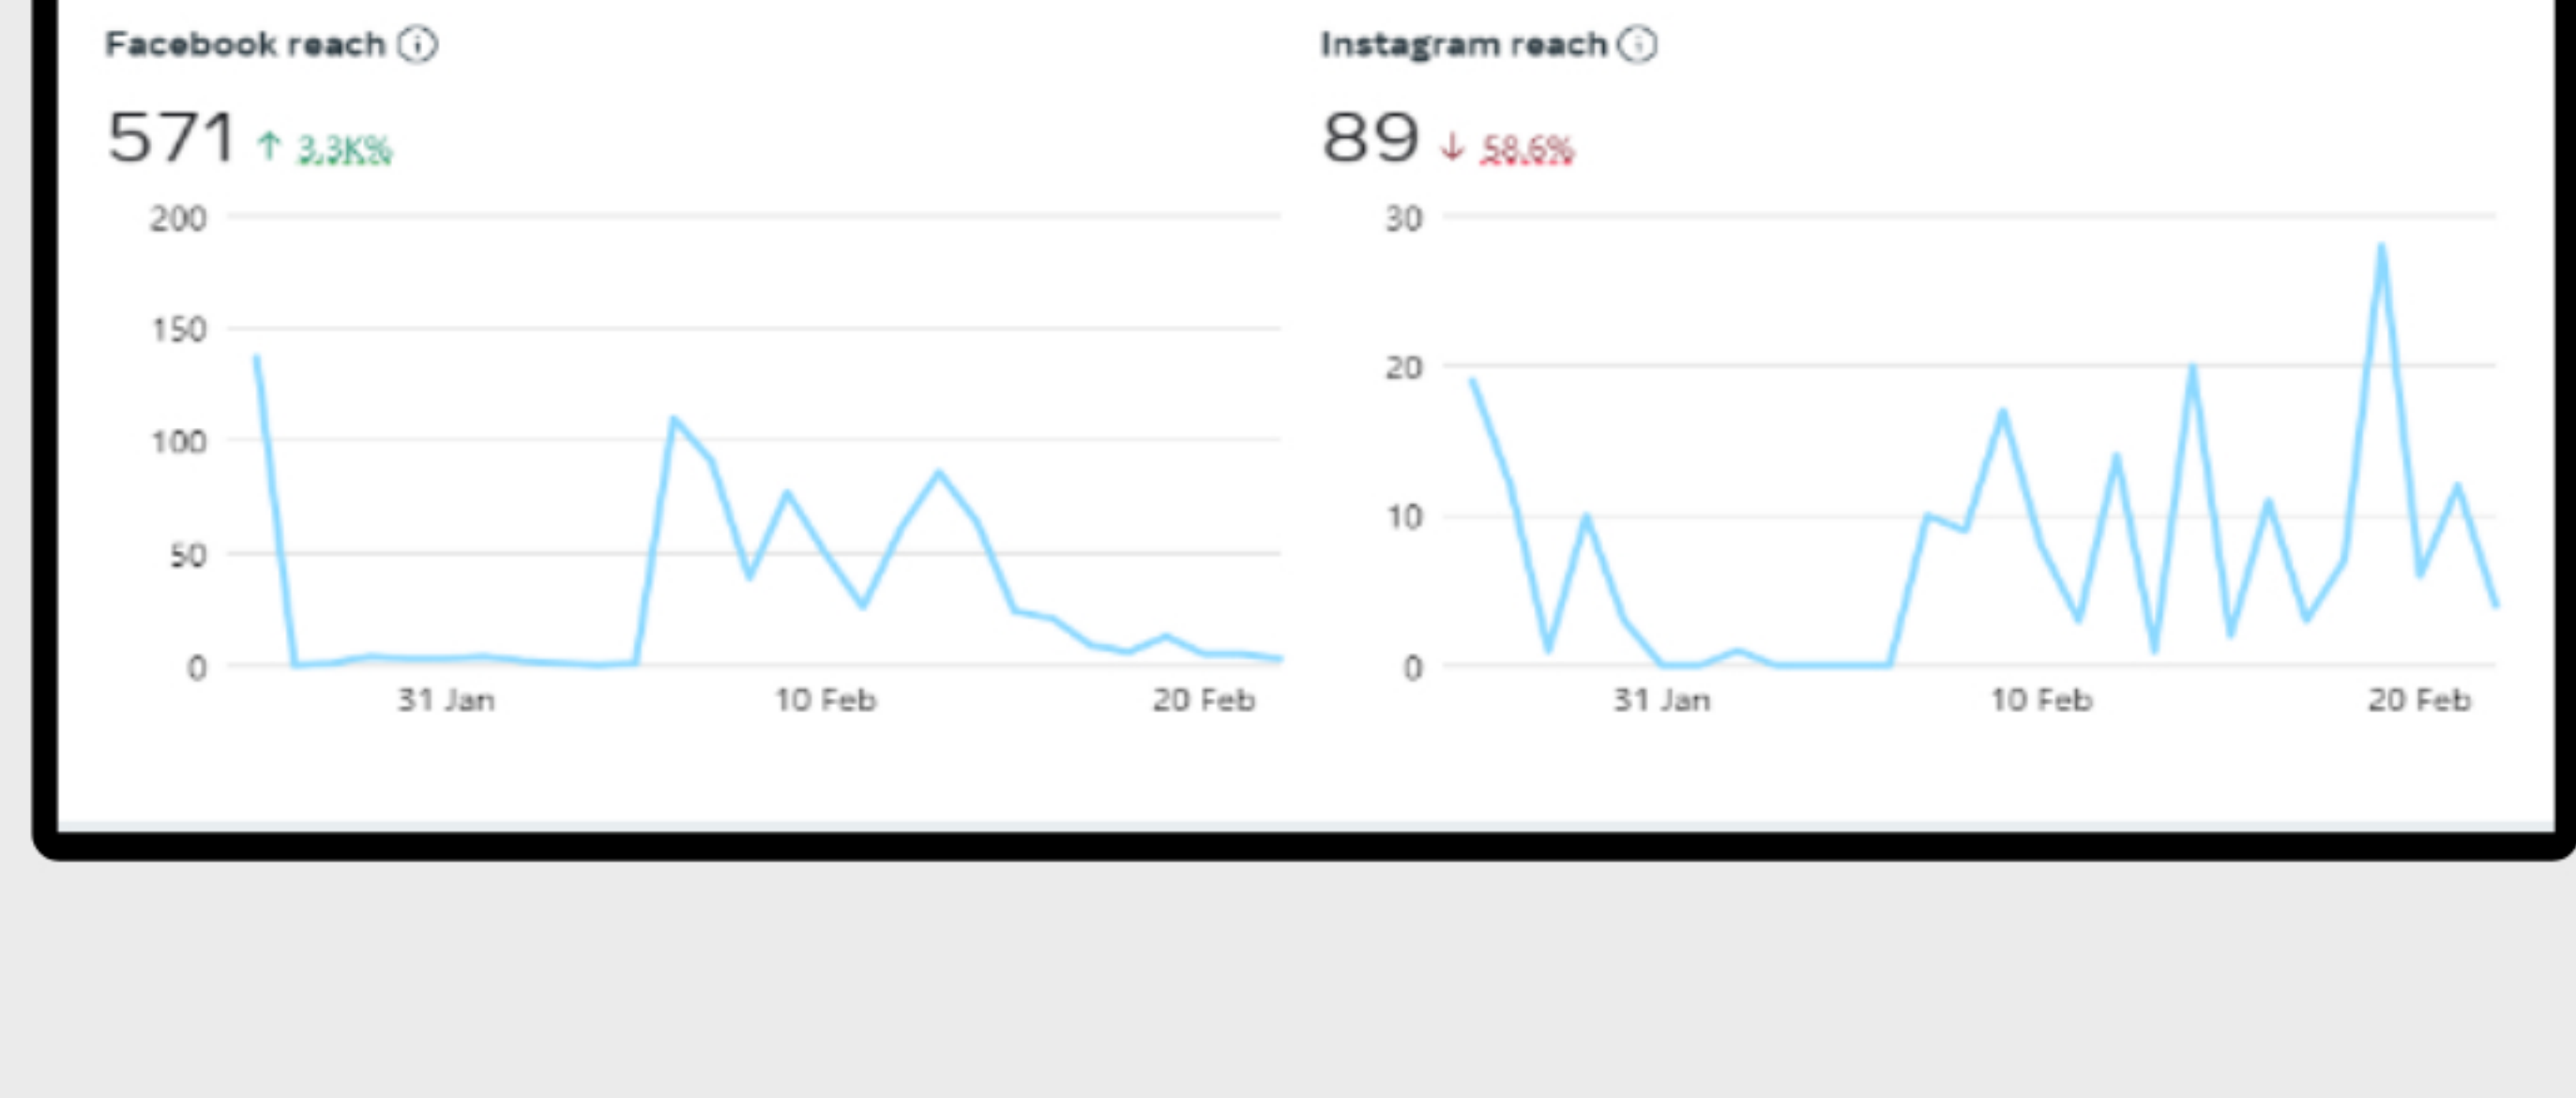 Facebook reach
571 ↑ 3.3K%
200
150
100
50
0
31 Jan 10 Feb 20 Feb
Instagram reach
89 ↓ 58.6%
30
20
10
0
31 Jan 10 Feb 20 Feb